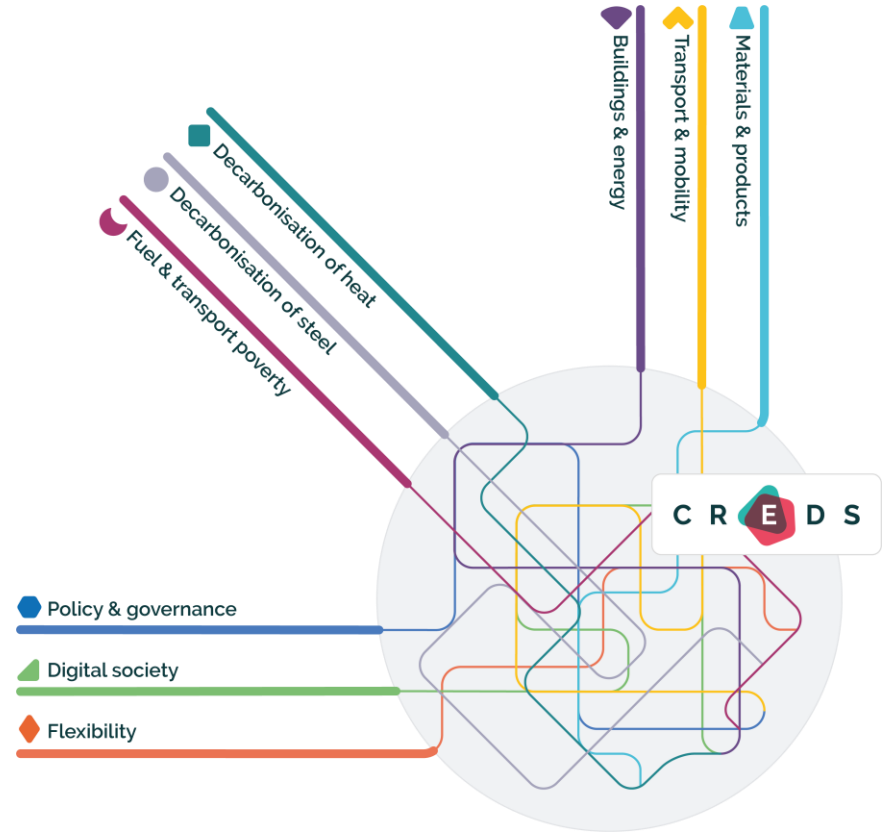 Buildings & energy
Transport & mobility
Materials & products
Decarbonisation of heat
Decarbonisation of steel
Fuel & transport poverty
CREDS
Policy & governance
Digital society
Flexibility